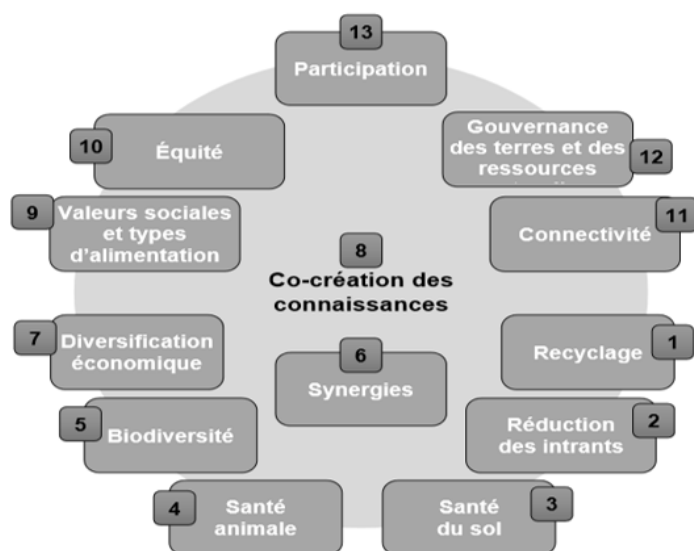 13
Participation
10
Équité
Gouvernance
des terres et des
ressources
12
9
Valeurs sociales
et types
d'alimentation
11
Connectivité
8
Co-création des
connaissances
7
Diversification
économique
6
Synergies
1
Recyclage
5
Biodiversité
2
Réduction
des intrants
4
Santé
animale
3
Santé
du sol